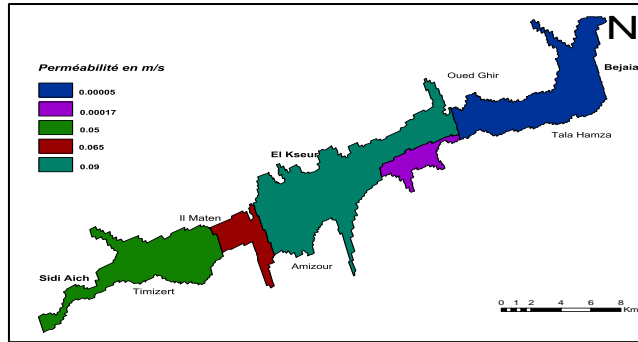 N
Perméabilité en m/s
0.00005
0.00017
0.05
0.065
0.09
Bejaia
Oued Ghir
Tala Hamza
El Kseur
Il Maten
Amizour
Sidi Aich
Timizert
0 1 2 4 6 8
Km